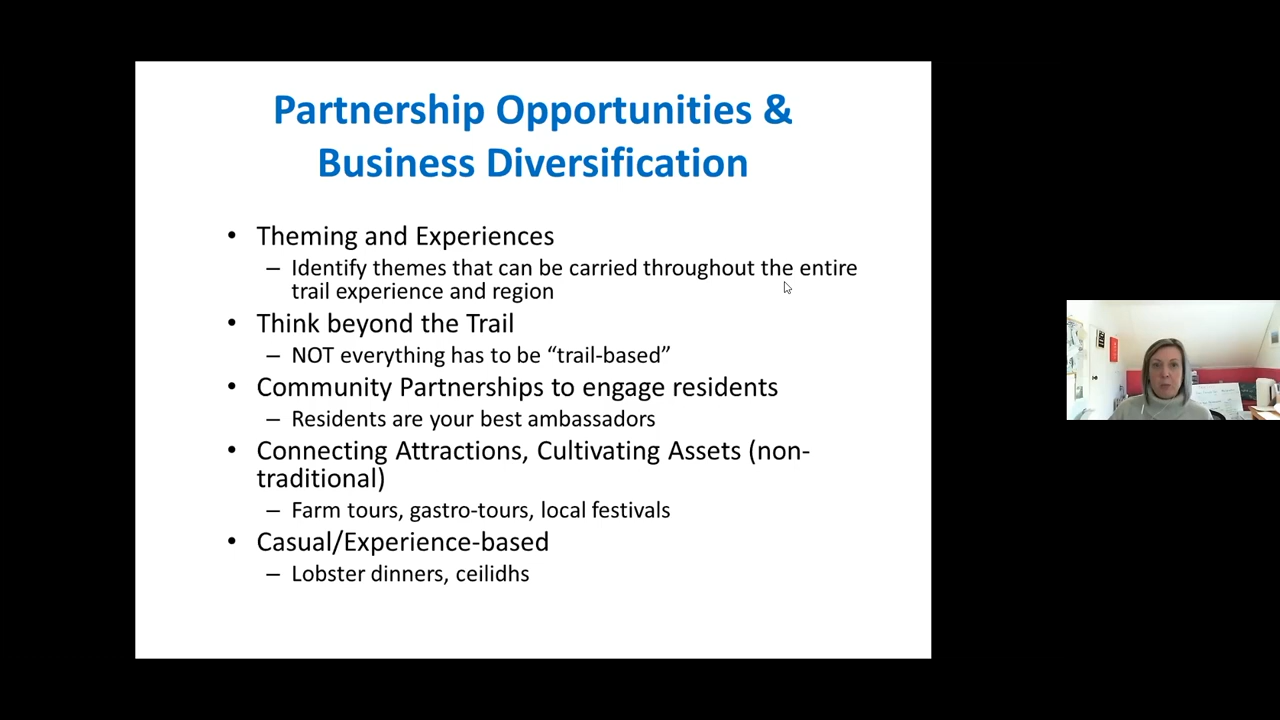 Partnership Opportunities &
Business Diversification
• Theming and Experiences
– Identify themes that can be carried throughout the entire
trail experience and region
• Think beyond the Trail
– NOT everything has to be “trail-based”
• Community Partnerships to engage residents
– Residents are your best ambassadors
• Connecting Attractions, Cultivating Assets (non-
traditional)
– Farm tours, gastro-tours, local festivals
• Casual/Experience-based
– Lobster dinners, ceilidhs